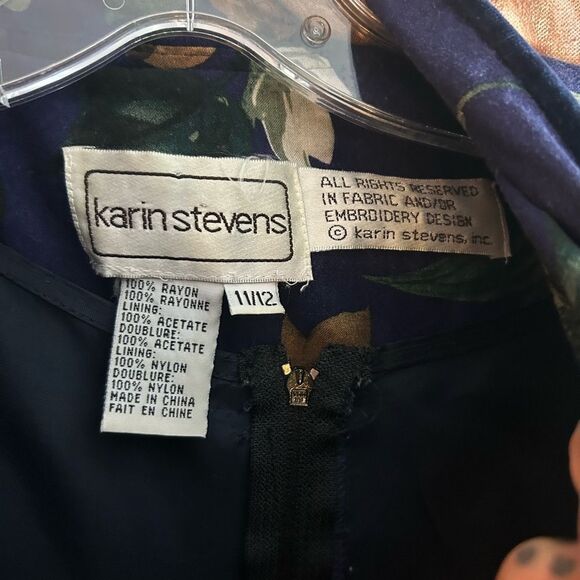 karin stevens
ALL RIGHTS RESERVED
IN FABRIC AND/OR
EMBROIDERY DESIGN
© karin stevens, inc.
11/12
100% RAYON
100% RAYONNE
LINING:
100% ACETATE
DOUBLURE:
100% ACETATE
LINING:
100% NYLON
DOUBLURE:
100% NYLON
MADE IN CHINA
FAIT EN CHINE